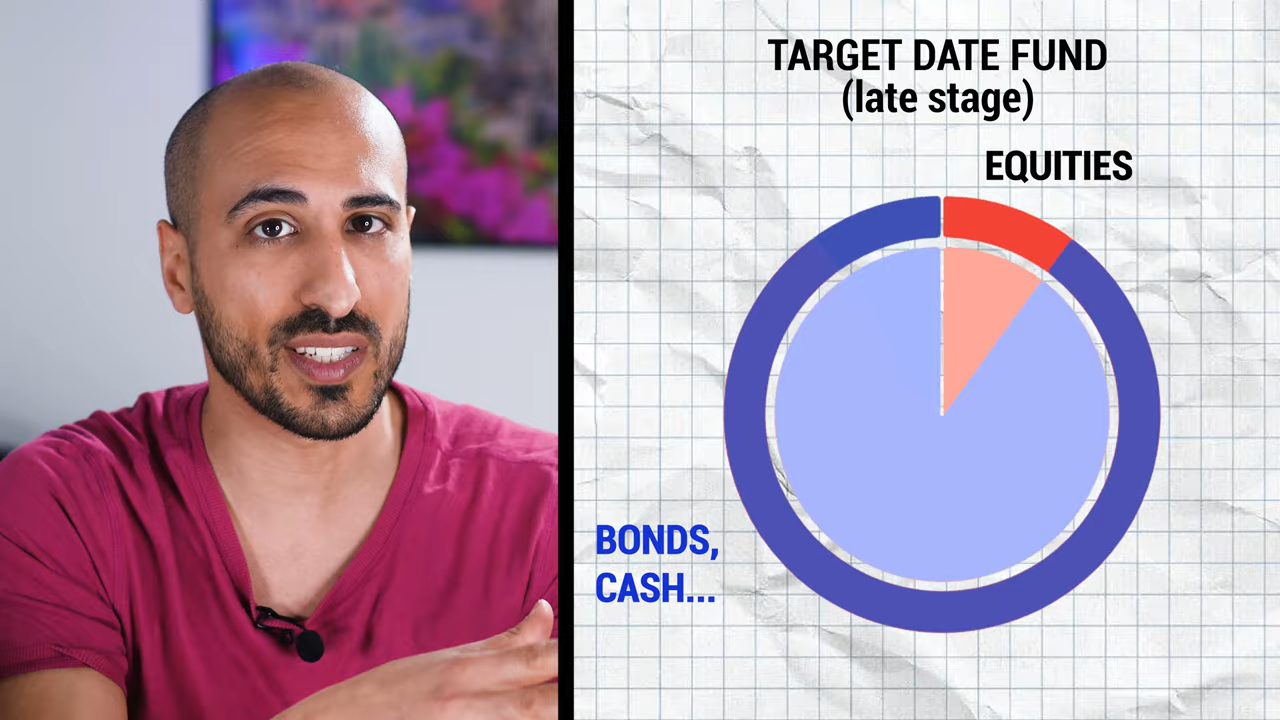 TARGET DATE FUND
(late stage)
EQUITIES
BONDS,
CASH...